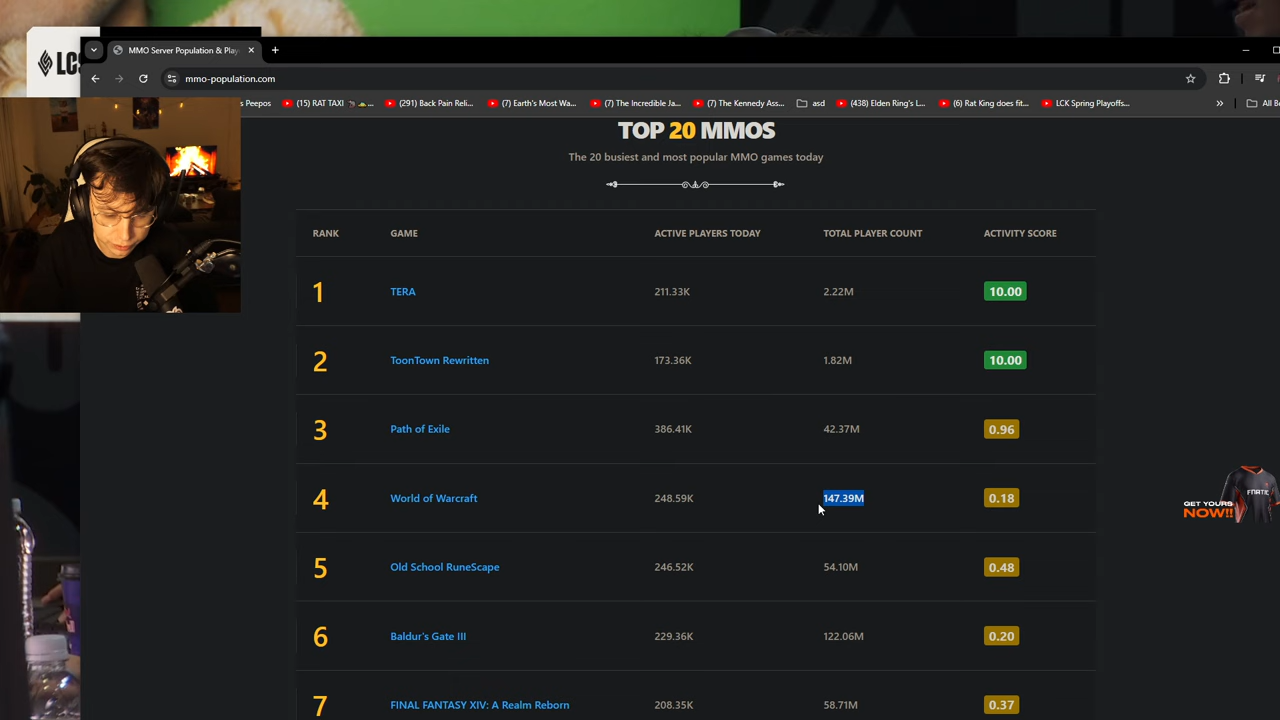 LCS
MMO Server Population & Play
mmo-population.com
s Peepos
(15) RAT TAXI
(291) Back Pain Reli...
(7) Earth's Most Wa...
(7) The Incredible Ja...
(7) The Kennedy Ass...
asd
(438) Elden Ring's L...
(6) Rat King does fit...
LCK Spring Playoffs...
»
All B
TOP 20 MMOS
The 20 busiest and most popular MMO games today
RANK GAME ACTIVE PLAYERS TODAY TOTAL PLAYER COUNT ACTIVITY SCORE
1 TERA 211.33K 2.22M 10.00
2 ToonTown Rewritten 173.36K 1.82M 10.00
3 Path of Exile 386.41K 42.37M 0.96
4 World of Warcraft 248.59K 147.39M 0.18
5 Old School RuneScape 246.52K 54.10M 0.48
6 Baldur's Gate III 229.36K 122.06M 0.20
7 FINAL FANTASY XIV: A Realm Reborn 208.35K 58.71M 0.37
FNATIC
GET YOURS
NOW!!